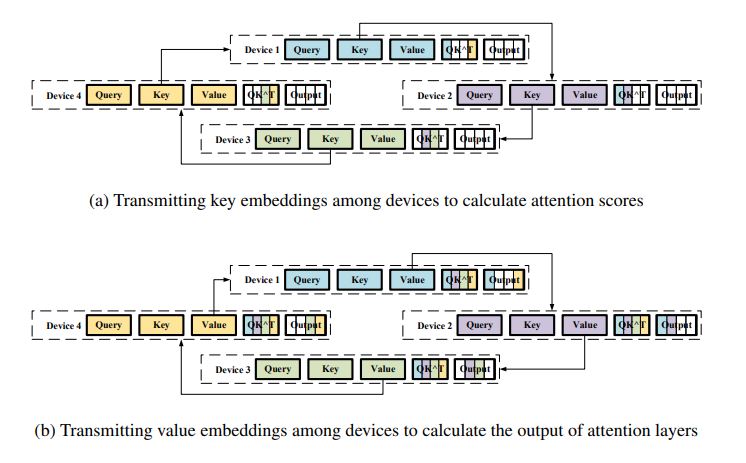 Device 1 Query Key Value QK^T Output
Device 4 Query Key Value QK^T Output
Device 2 Query Key Value QK^T Output
Device 3 Query Key Value QK^T Output
(a) Transmitting key embeddings among devices to calculate attention scores
Device 1 Query Key Value QK^T Output
Device 4 Query Key Value QK^T Output
Device 2 Query Key Value QK^T Output
Device 3 Query Key Value QK^T Output
(b) Transmitting value embeddings among devices to calculate the output of attention layers